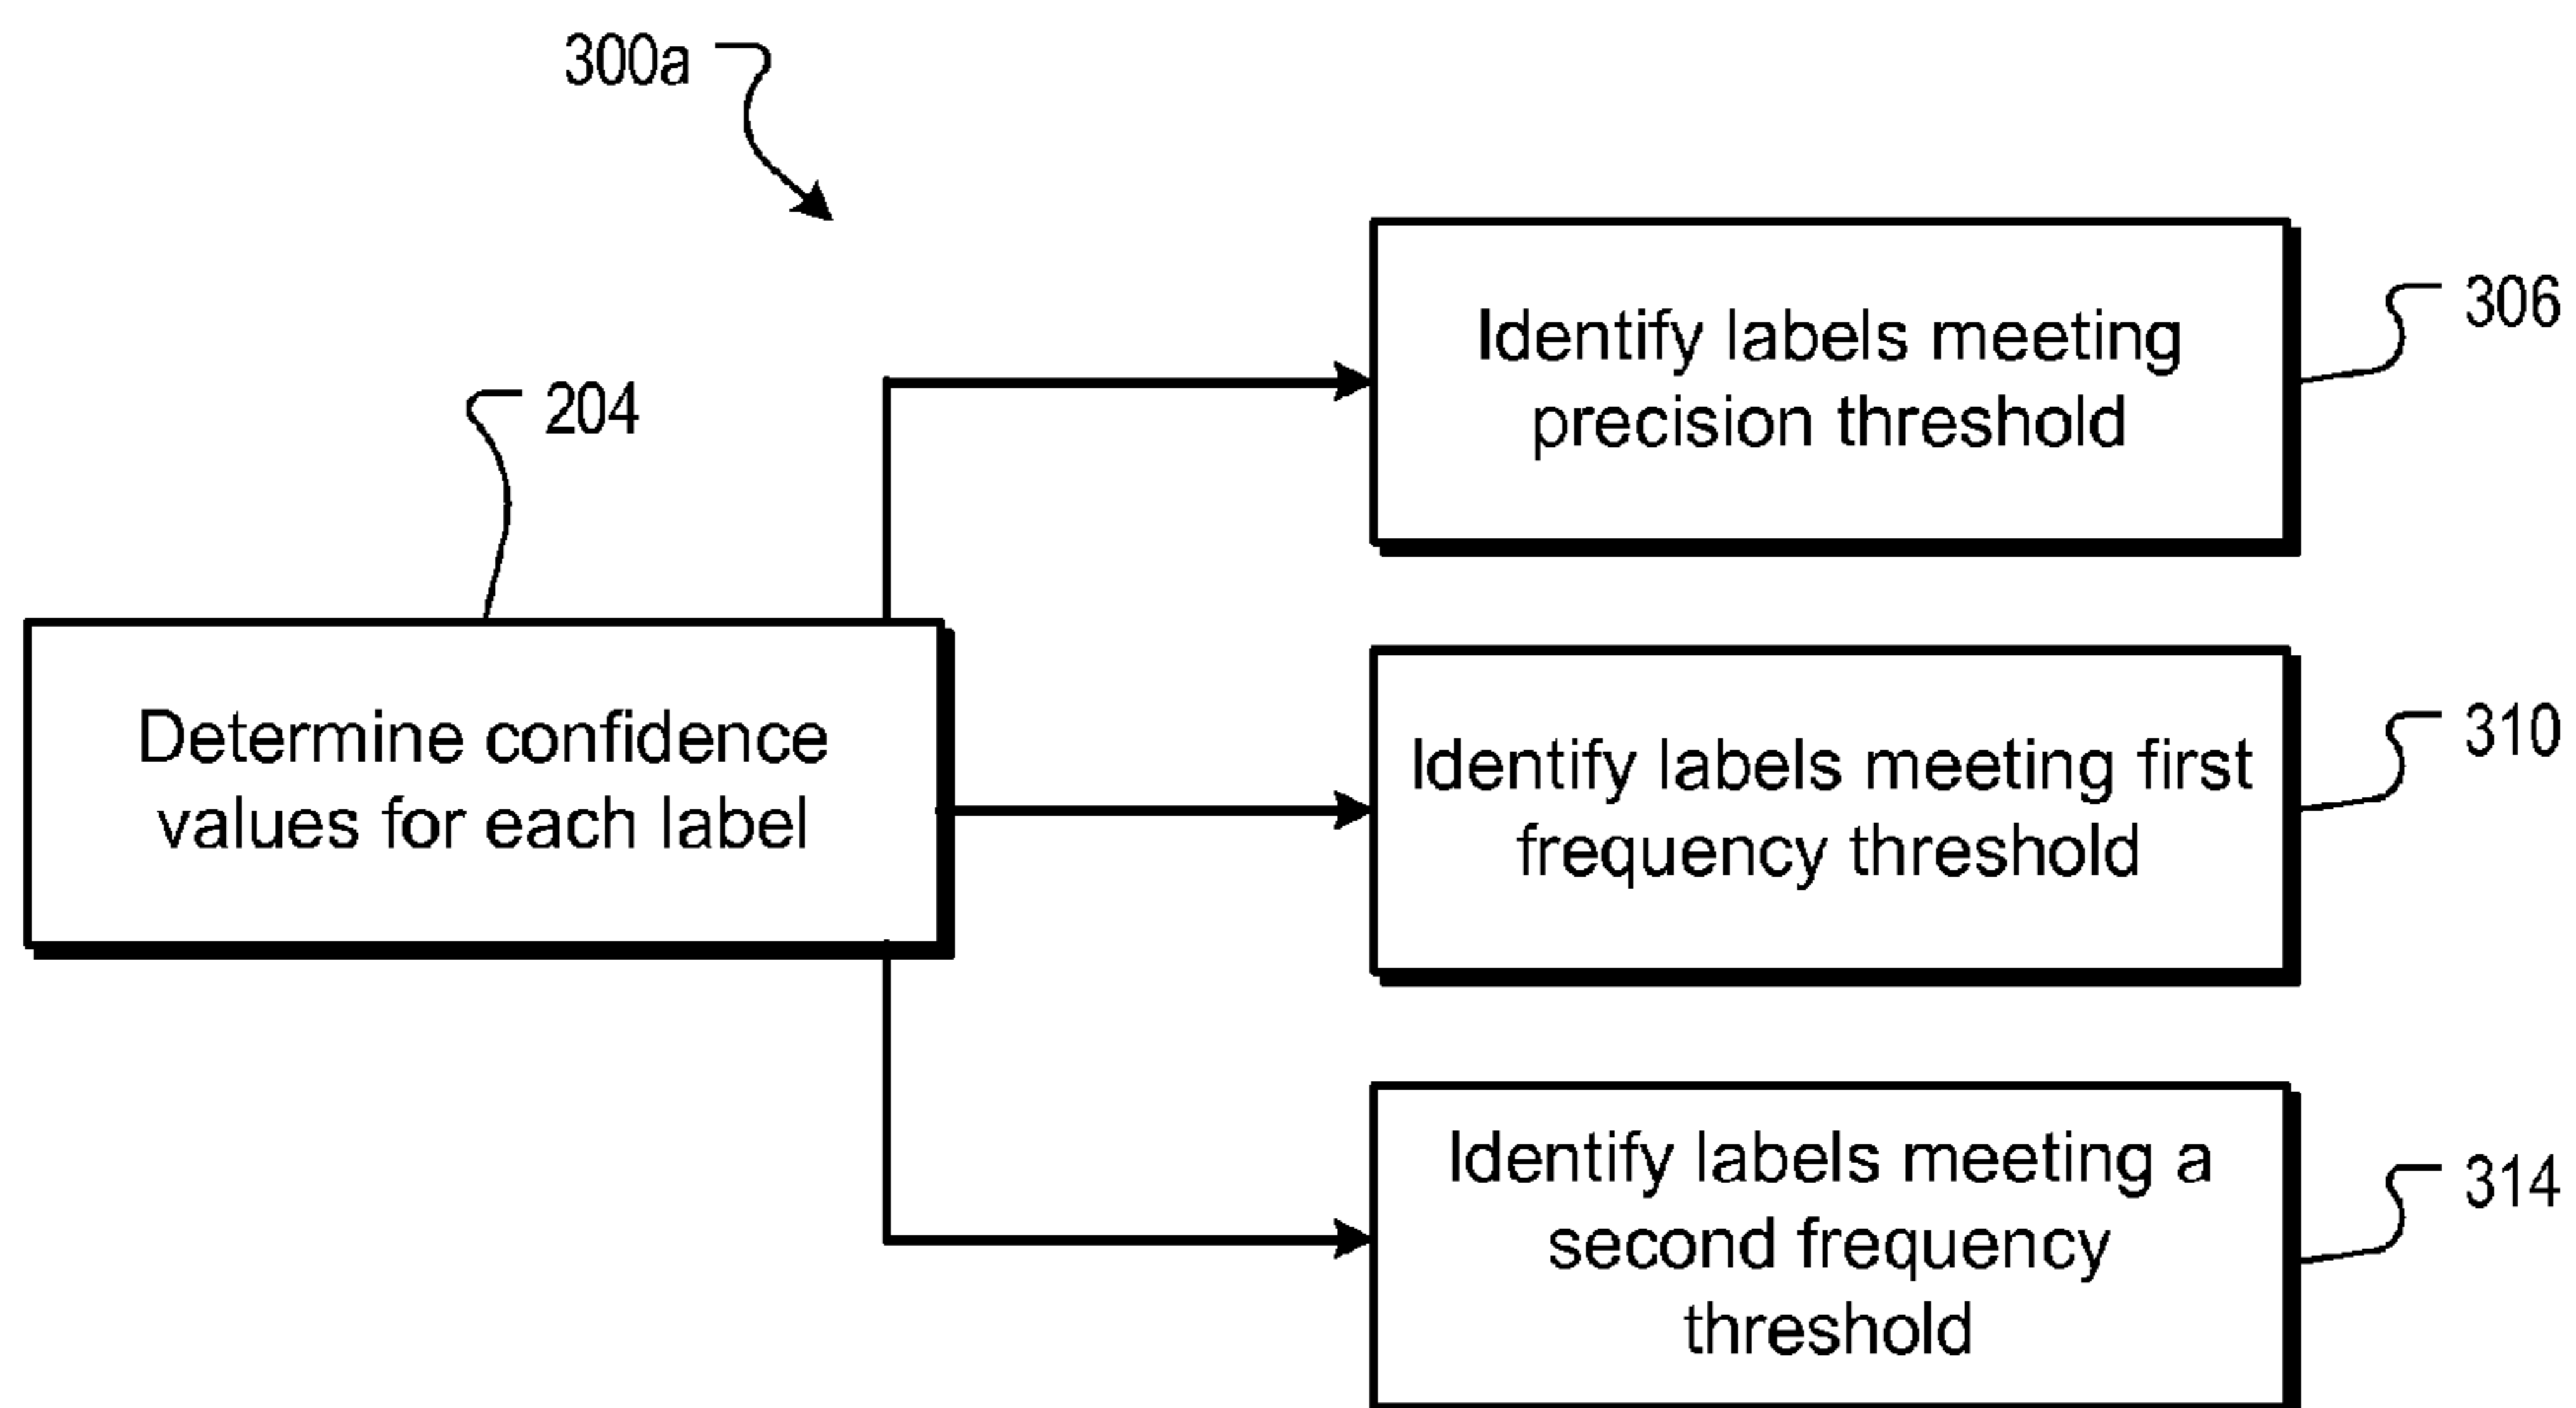 300a
306
Identify labels meeting
precision threshold
204
Determine confidence
values for each label
310
Identify labels meeting first
frequency threshold
314
Identify labels meeting a
second frequency
threshold